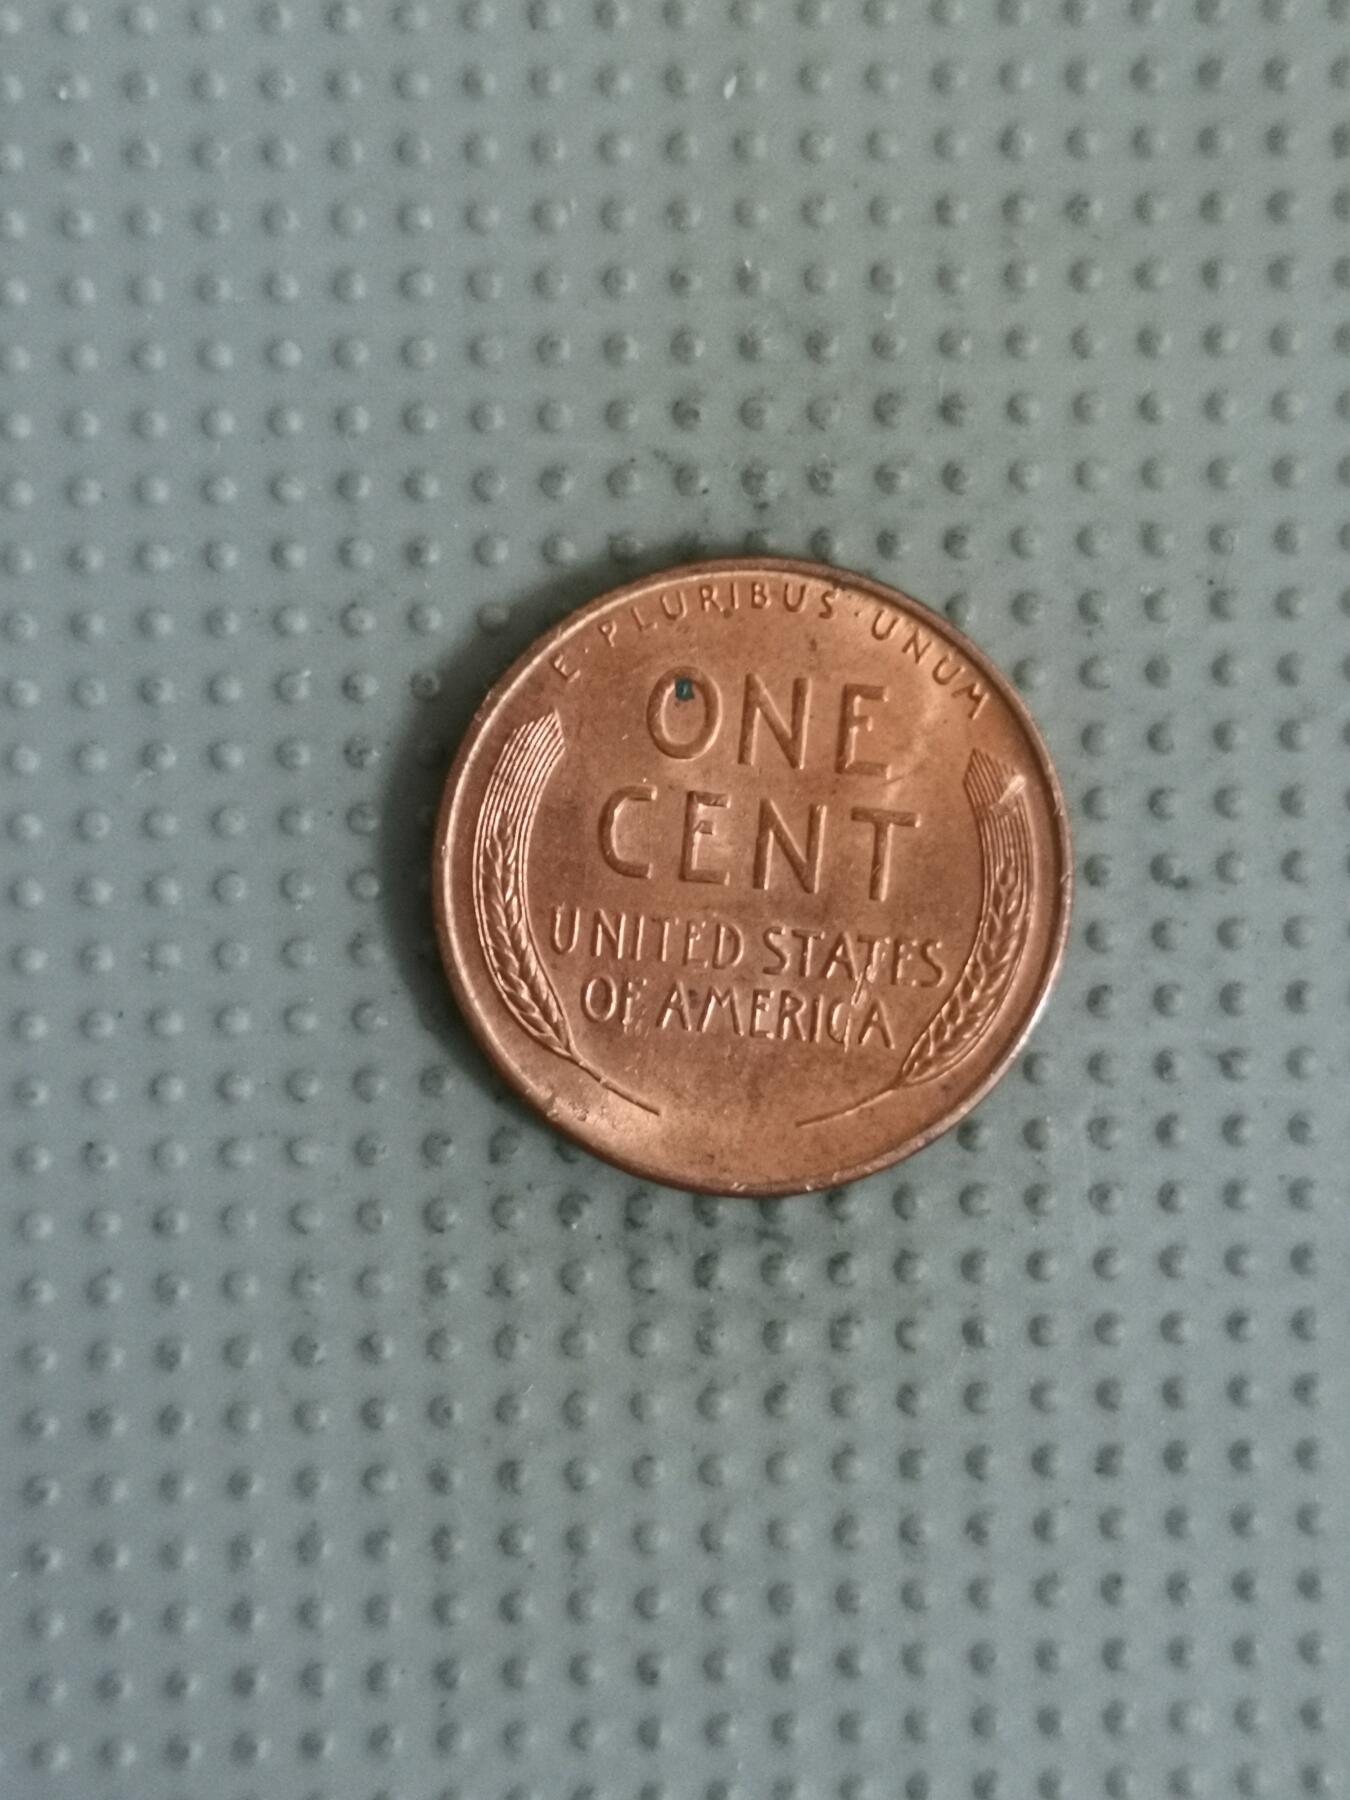 E·PLURIBUS·UNUM
ONE
CENT
UNITED STATES
OF AMERICA